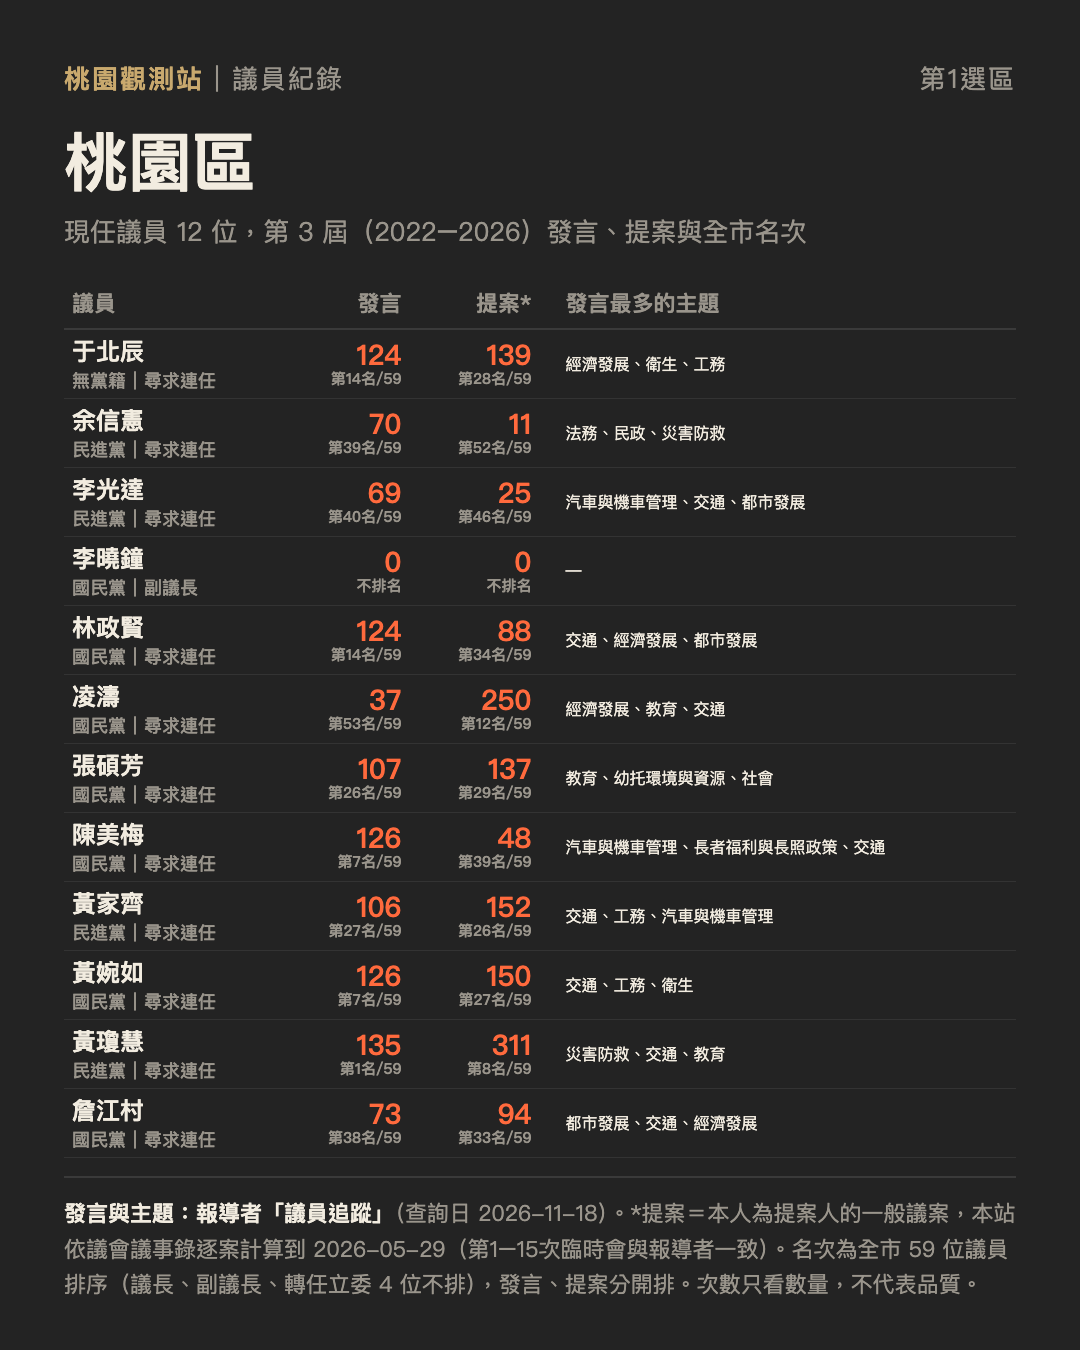 桃園觀測站｜議員紀錄
第1選區
桃園區
現任議員 12 位，第 3 屆（2022—2026）發言、提案與全市名次
議員 發言 提案* 發言最多的主題
于北辰 124 139 經濟發展、衛生、工務
無黨籍｜尋求連任 第14名/59 第28名/59
余信憲 70 11 法務、民政、災害防救
民進黨｜尋求連任 第39名/59 第52名/59
李光達 69 25 汽車與機車管理、交通、都市發展
民進黨｜尋求連任 第40名/59 第46名/59
李曉鐘 0 0 —
國民黨｜副議長 不排名 不排名
林政賢 124 88 交通、經濟發展、都市發展
國民黨｜尋求連任 第14名/59 第34名/59
凌濤 37 250 經濟發展、教育、交通
國民黨｜尋求連任 第53名/59 第12名/59
張碩芳 107 137 教育、幼托環境與資源、社會
國民黨｜尋求連任 第26名/59 第29名/59
陳美梅 126 48 汽車與機車管理、長者福利與長照政策、交通
國民黨｜尋求連任 第7名/59 第39名/59
黃家齊 106 152 交通、工務、汽車與機車管理
民進黨｜尋求連任 第27名/59 第26名/59
黃婉如 126 150 交通、工務、衛生
國民黨｜尋求連任 第7名/59 第27名/59
黃瓊慧 135 311 災害防救、交通、教育
民進黨｜尋求連任 第1名/59 第8名/59
詹江村 73 94 都市發展、交通、經濟發展
國民黨｜尋求連任 第38名/59 第33名/59
發言與主題：報導者「議員追蹤」（查詢日 2026–11–18）。*提案＝本人為提案人的一般議案，本站
依議會議事錄逐案計算到 2026–05–29（第1—15次臨時會與報導者一致）。名次為全市 59 位議員
排序（議長、副議長、轉任立委 4 位不排），發言、提案分開排。次數只看數量，不代表品質。